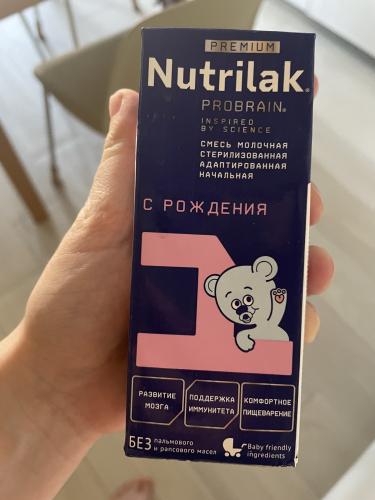 PREMIUM
Nutrilak®
PROBRAIN®
INSPIRED
BY SCIENCE
СМЕСЬ МОЛОЧНАЯ
СТЕРИЛИЗОВАННАЯ
АДАПТИРОВАННАЯ
НАЧАЛЬНАЯ
С РОЖДЕНИЯ
1
РАЗВИТИЕ
МОЗГА
ПОДДЕРЖКА
ИММУНИТЕТА
КОМФОРТНОЕ
ПИЩЕВАРЕНИЕ
БЕЗ пальмового
и рапсового масел
Baby friendly
ingredients